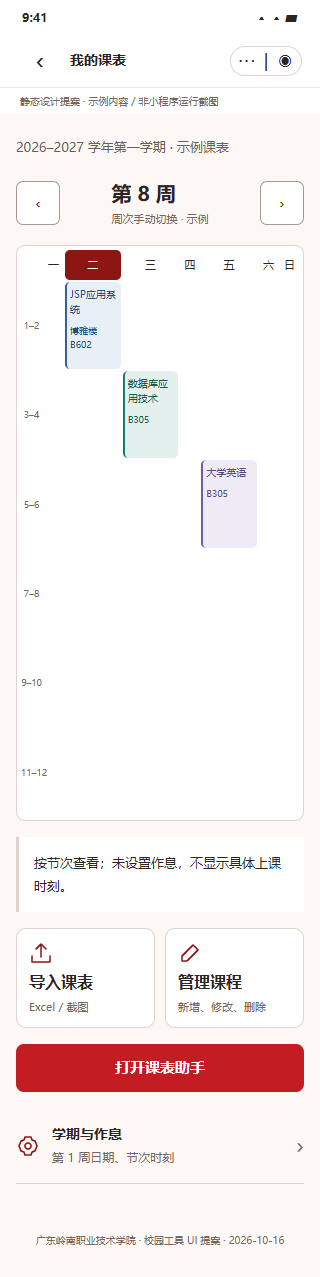 9:41
我的课表
静态设计提案 · 示例内容 / 非小程序运行截图
2026–2027 学年第一学期 · 示例课表
第 8 周
周次手动切换 · 示例
一 二 三 四 五 六 日
1–2
JSP应用系
统
博雅楼
B602
3–4
数据库应
用技术
B305
5–6
大学英语
B305
7–8
9–10
11–12
按节次查看；未设置作息，不显示具体上课
时刻。
导入课表
Excel / 截图
管理课程
新增、修改、删除
打开课表助手
学期与作息
第 1 周日期、节次时刻
广东岭南职业技术学院 · 校园工具 UI 提案 · 2026-10-16